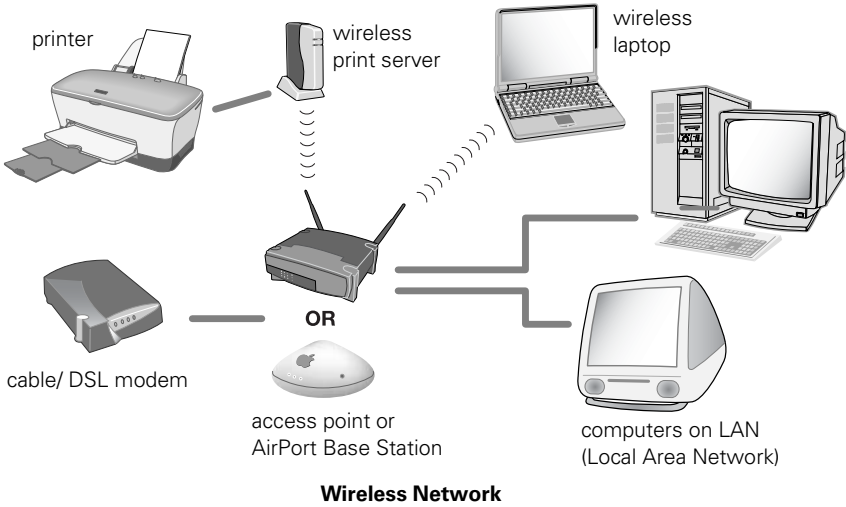 printer
wireless
print server
wireless
laptop
OR
cable/ DSL modem
access point or
AirPort Base Station
computers on LAN
(Local Area Network)
Wireless Network